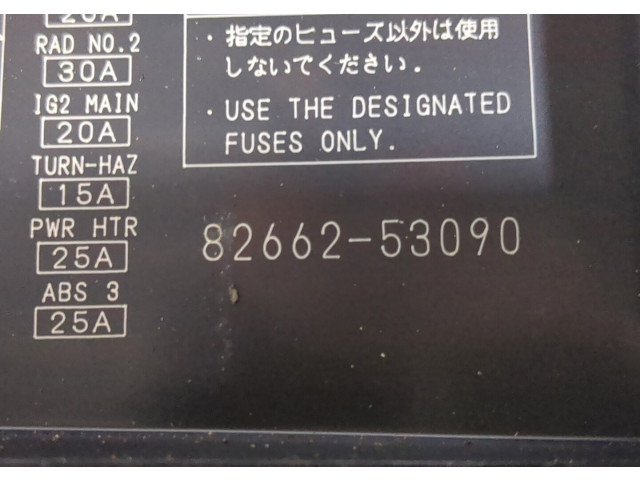 20A
RAD NO.2
30A
IG2 MAIN
20A
TURN-HAZ
15A
PWR HTR
25A
ABS 3
25A
・指定のヒューズ以外は使用
しないでください.
・USE THE DESIGNATED
FUSES ONLY.
82662-53090